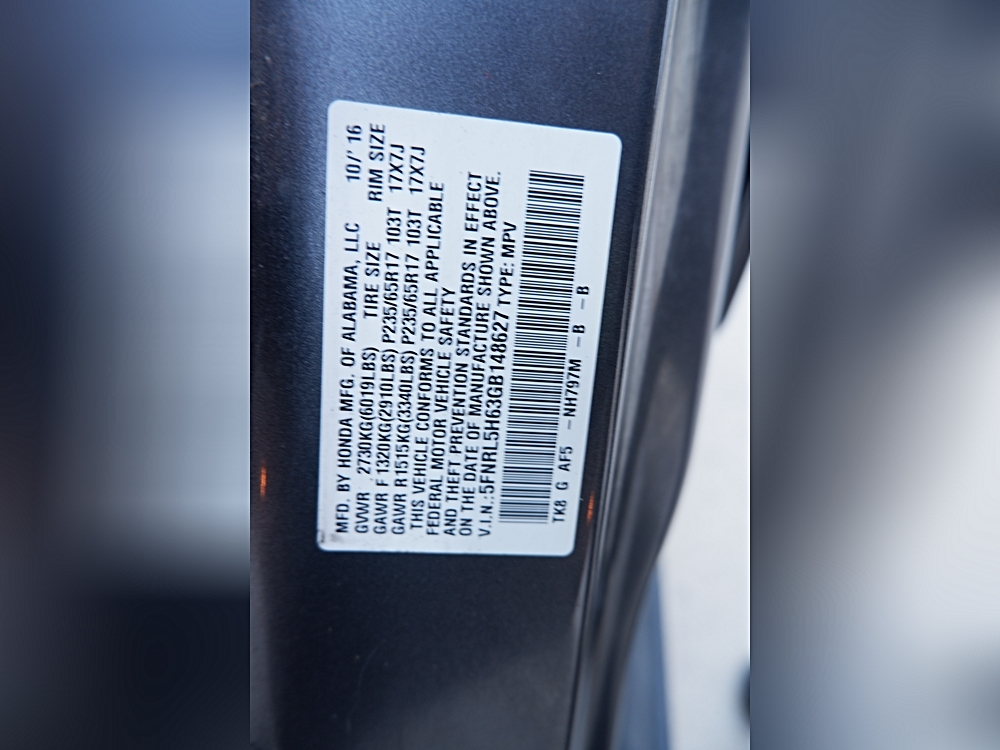 MFD. BY HONDA MFG. OF ALABAMA, LLC 10/' 16
GVWR 2730KG(6019LBS) TIRE SIZE RIM SIZE
GAWR F 1320KG(2910LBS) P235/65R17 103T 17X7J
GAWR R1515KG(3340LBS) P235/65R17 103T 17X7J
THIS VEHICLE CONFORMS TO ALL APPLICABLE
FEDERAL MOTOR VEHICLE SAFETY
AND THEFT PREVENTION STANDARDS IN EFFECT
ON THE DATE OF MANUFACTURE SHOWN ABOVE.
V.I.N.:5FNRL5H63GB148627 TYPE: MPV
TK8 G AF5 -NH797M -B -B